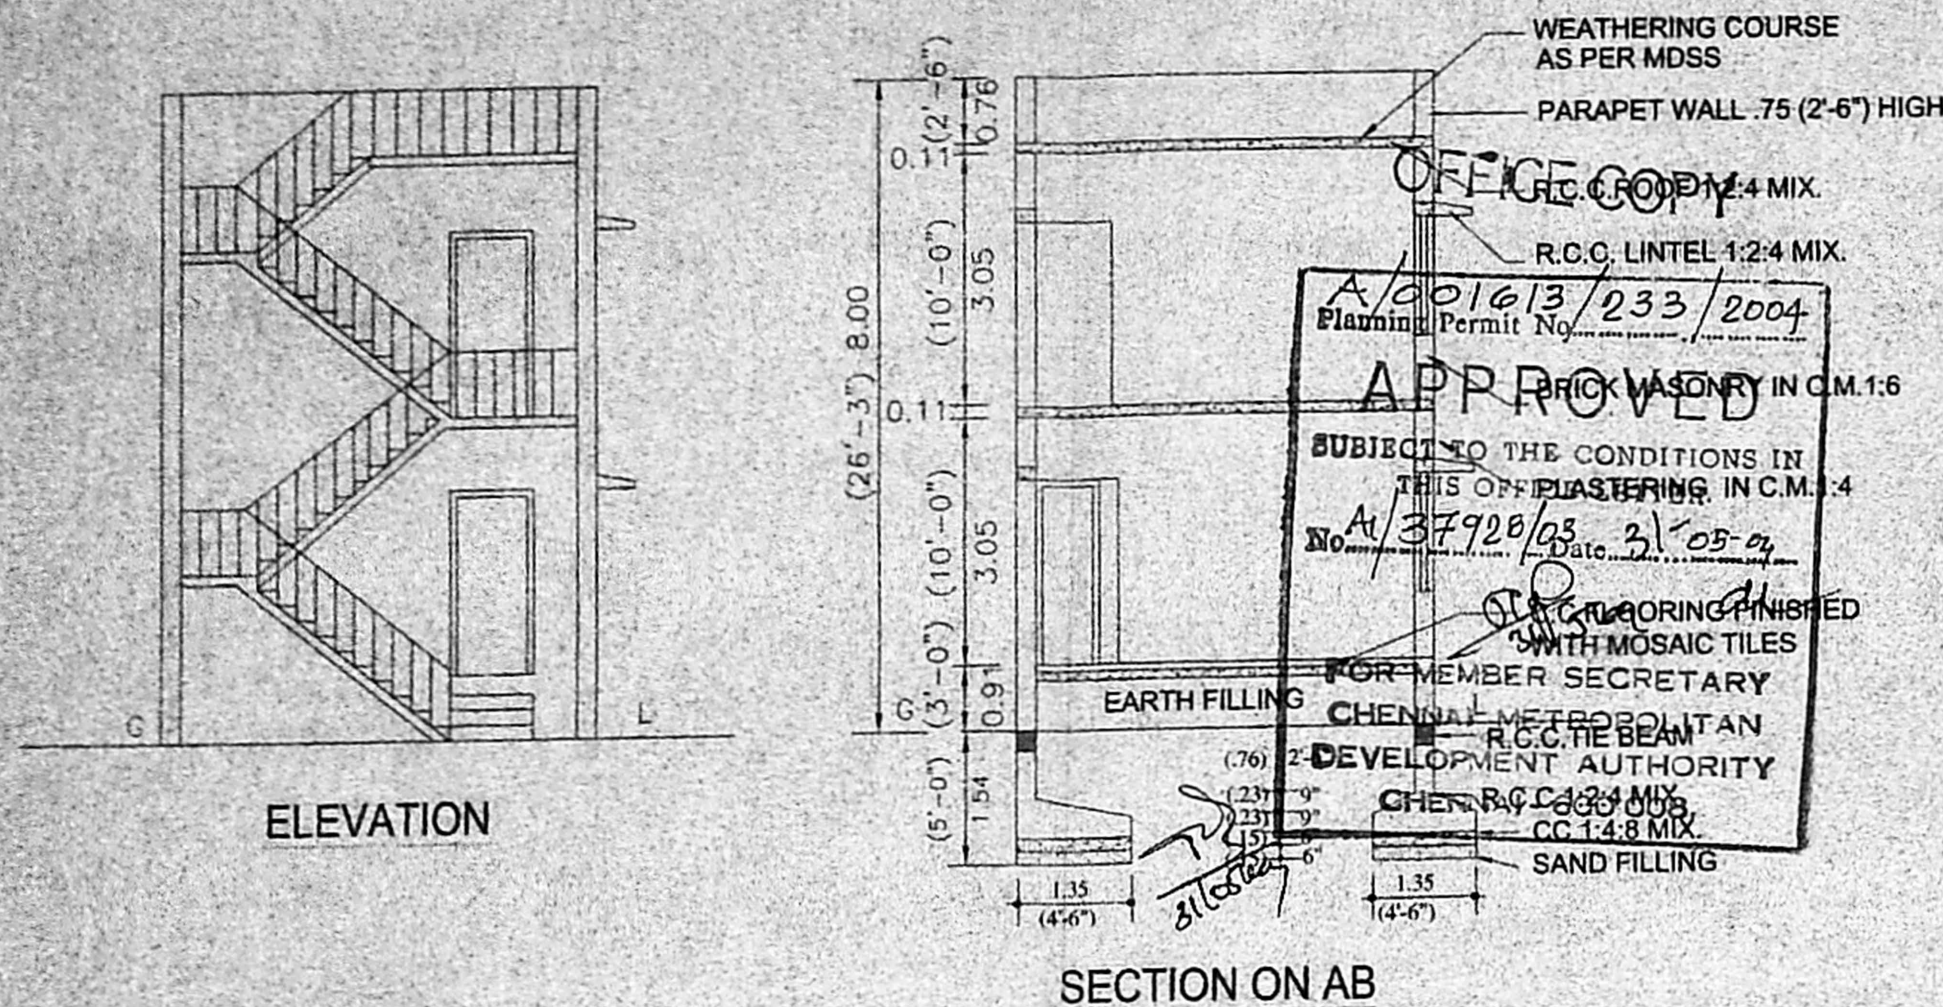 WEATHERING COURSE
AS PER MDSS
PARAPET WALL .75 (2'-6") HIGH
OFFICE COPY
R.C.C.ROOF 1:2:4 MIX.
R.C.C. LINTEL 1:2:4 MIX.
A/001613/233/2004
Planning Permit No
APPROVED
BRICK MASONRY IN C.M.1:6
SUBJECT TO THE CONDITIONS IN
THIS OFFICE
PLASTERING IN C.M.1:4
No. A1/37928/03 Date 31-05-04
FLOORING FINISHED
WITH MOSAIC TILES
FOR MEMBER SECRETARY
CHENNAI METROPOLITAN
DEVELOPMENT AUTHORITY
CHENNAI - 600 008,
R.C.C.TIE BEAM
R.C.C.1:2:4 MIX.
CC 1:4:8 MIX.
SAND FILLING
EARTH FILLING
(2'-6")
0.76
0.11
(10'-0")
3.05
(26'-3") 8.00
0.11
(10'-0")
3.05
(3'-0")
0.91
(5'-0")
1.54
G
L
G
L
(.76)
(.23) 9"
(.23) 9"
6"
1.35
(4'-6")
1.35
(4'-6")
ELEVATION
SECTION ON AB